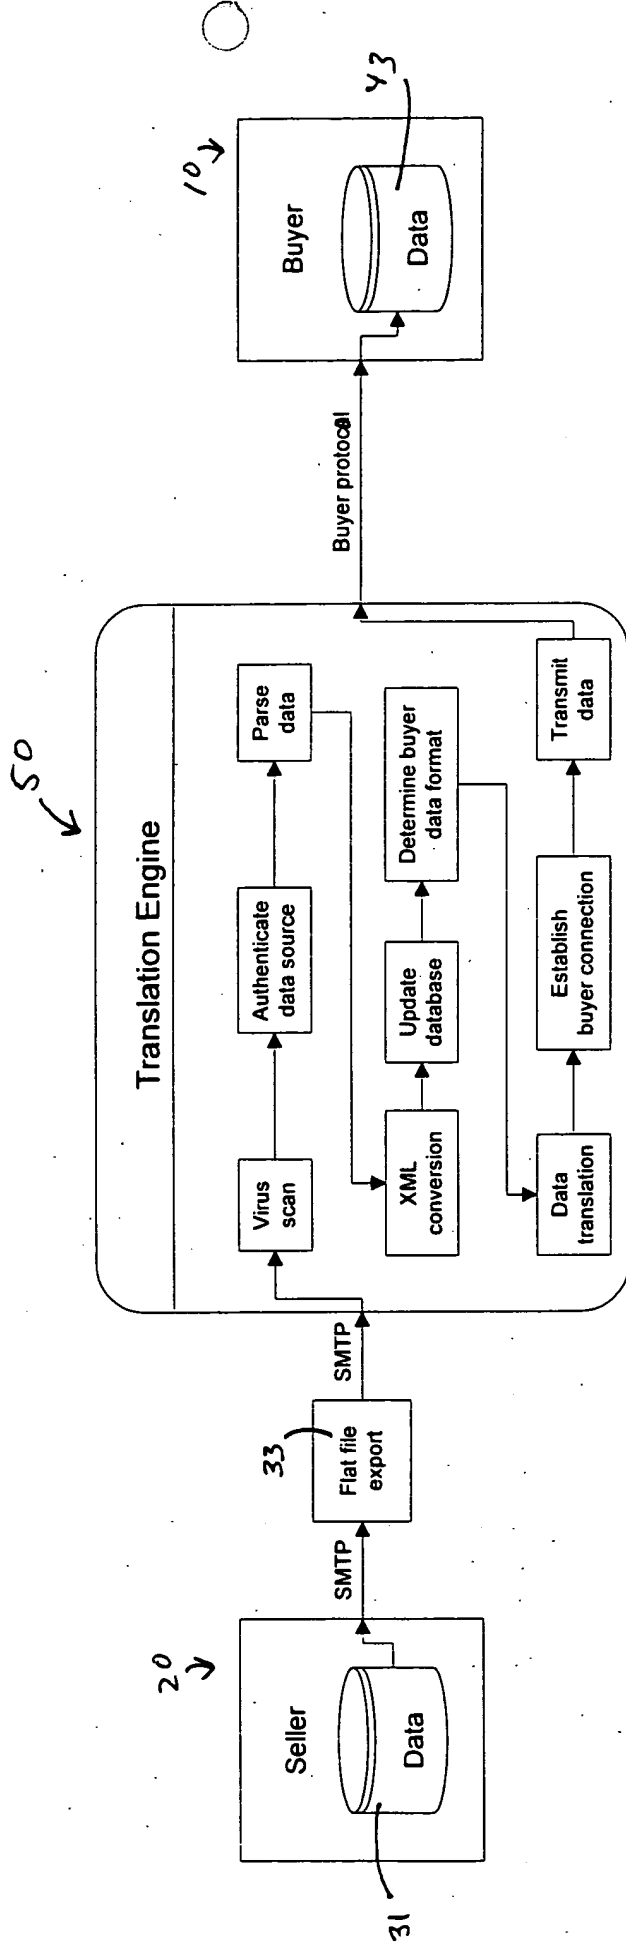 50
Translation Engine
20
Seller
Data
31
SMTP
33
Flat file
export
SMTP
Virus
scan
Authenticate
data source
Parse
data
XML
conversion
Update
database
Determine buyer
data format
Data
translation
Establish
buyer connection
Transmit
data
Buyer protocol
10
Buyer
Data
43